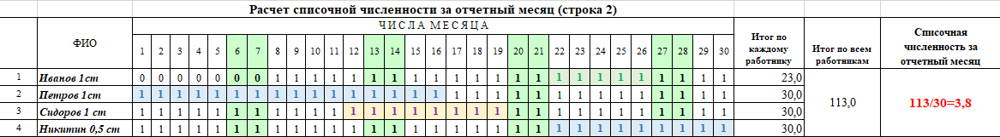 Расчет списочной численности за отчетный месяц (строка 2)
ФИО ЧИСЛА МЕСЯЦА Итог по каждому работнику Итог по всем работникам Списочная численность за отчетный месяц
1 2 3 4 5 6 7 8 9 10 11 12 13 14 15 16 17 18 19 20 21 22 23 24 25 26 27 28 29 30
1 Иванов 1ст 0 0 0 0 0 0 0 1 1 1 1 1 1 1 1 1 1 1 1 1 1 1 1 1 1 1 1 1 1 1 23,0
2 Петров 1ст 1 1 1 1 1 1 1 1 1 1 1 1 1 1 1 1 1 1 1 1 1 1 1 1 1 1 1 1 1 1 30,0
113,0 113/30=3,8
3 Сидоров 1 ст 1 1 1 1 1 1 1 1 1 1 1 1 1 1 1 1 1 1 1 1 1 1 1 1 1 1 1 1 1 1 30,0
4 Никитин 0,5 ст 1 1 1 1 1 1 1 1 1 1 1 1 1 1 1 1 1 1 1 1 1 1 1 1 1 1 1 1 1 1 30,0